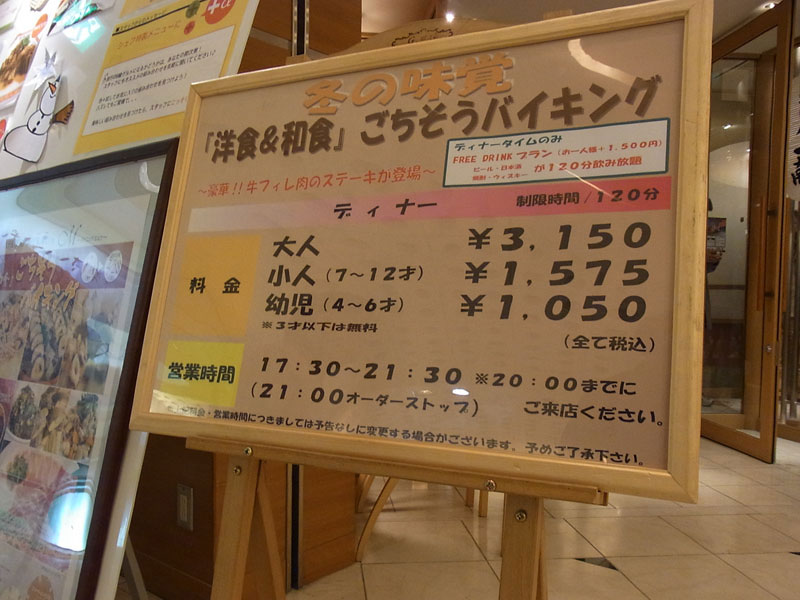 冬の味覚
『洋食&和食』ごちそうバイキング
ディナータイムのみ
FREE DRINK プラン (お一人様+1,500円)
ビール・日本酒
焼酎・ウィスキー が120分飲み放題
～豪華!!牛フィレ肉のステーキが登場～
ディナー 制限時間/120分
料金
大人 ¥3,150
小人(7～12才) ¥1,575
幼児(4～6才) ¥1,050
※3才以下は無料
(全て税込)
営業時間
17:30～21:30 ※20:00までに
(21:00オーダーストップ) ご来店ください。
料金・営業時間につきましては予告なしに変更する場合がございます。予めご了承下さい。